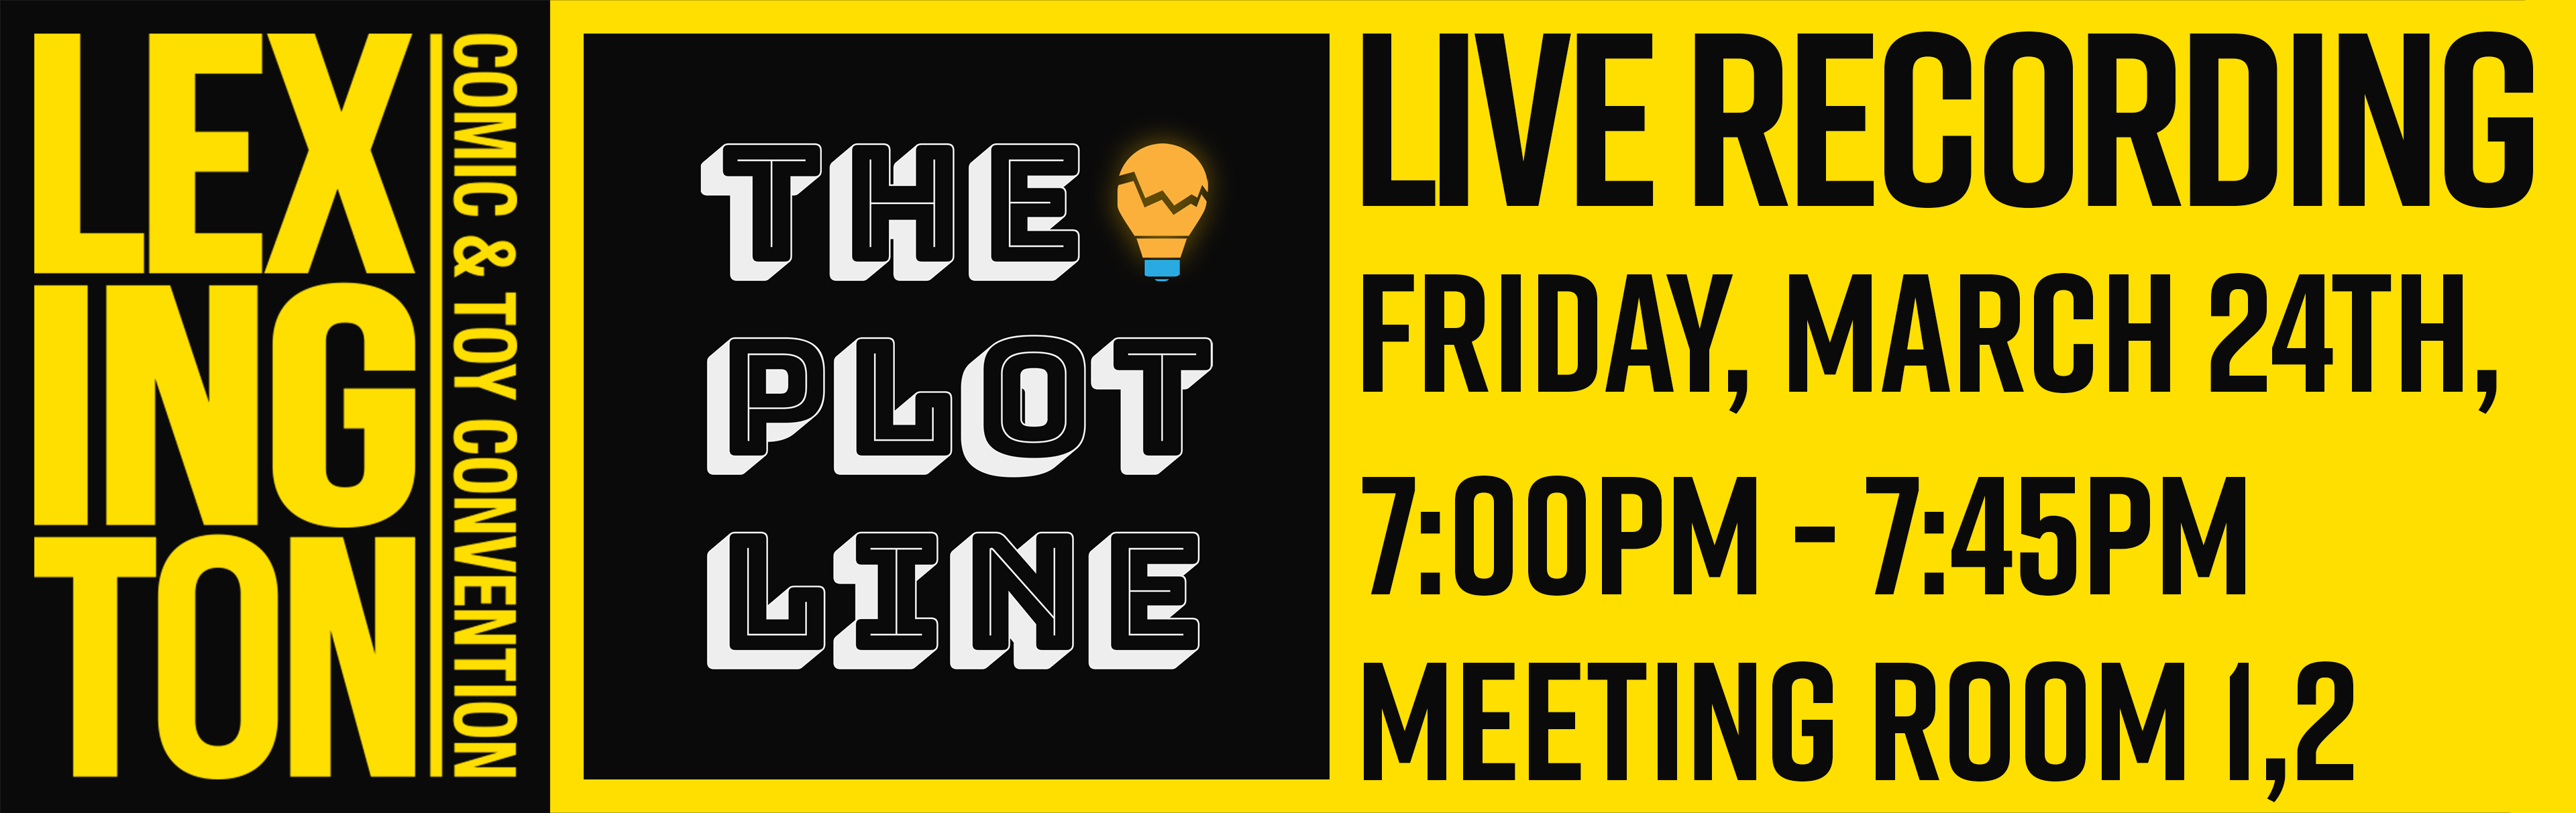 LEX
ING
TON
COMIC & TOY CONVENTION
THE
PLOT
LINE
LIVE RECORDING
FRIDAY, MARCH 24TH,
7:00PM - 7:45PM
MEETING ROOM 1,2